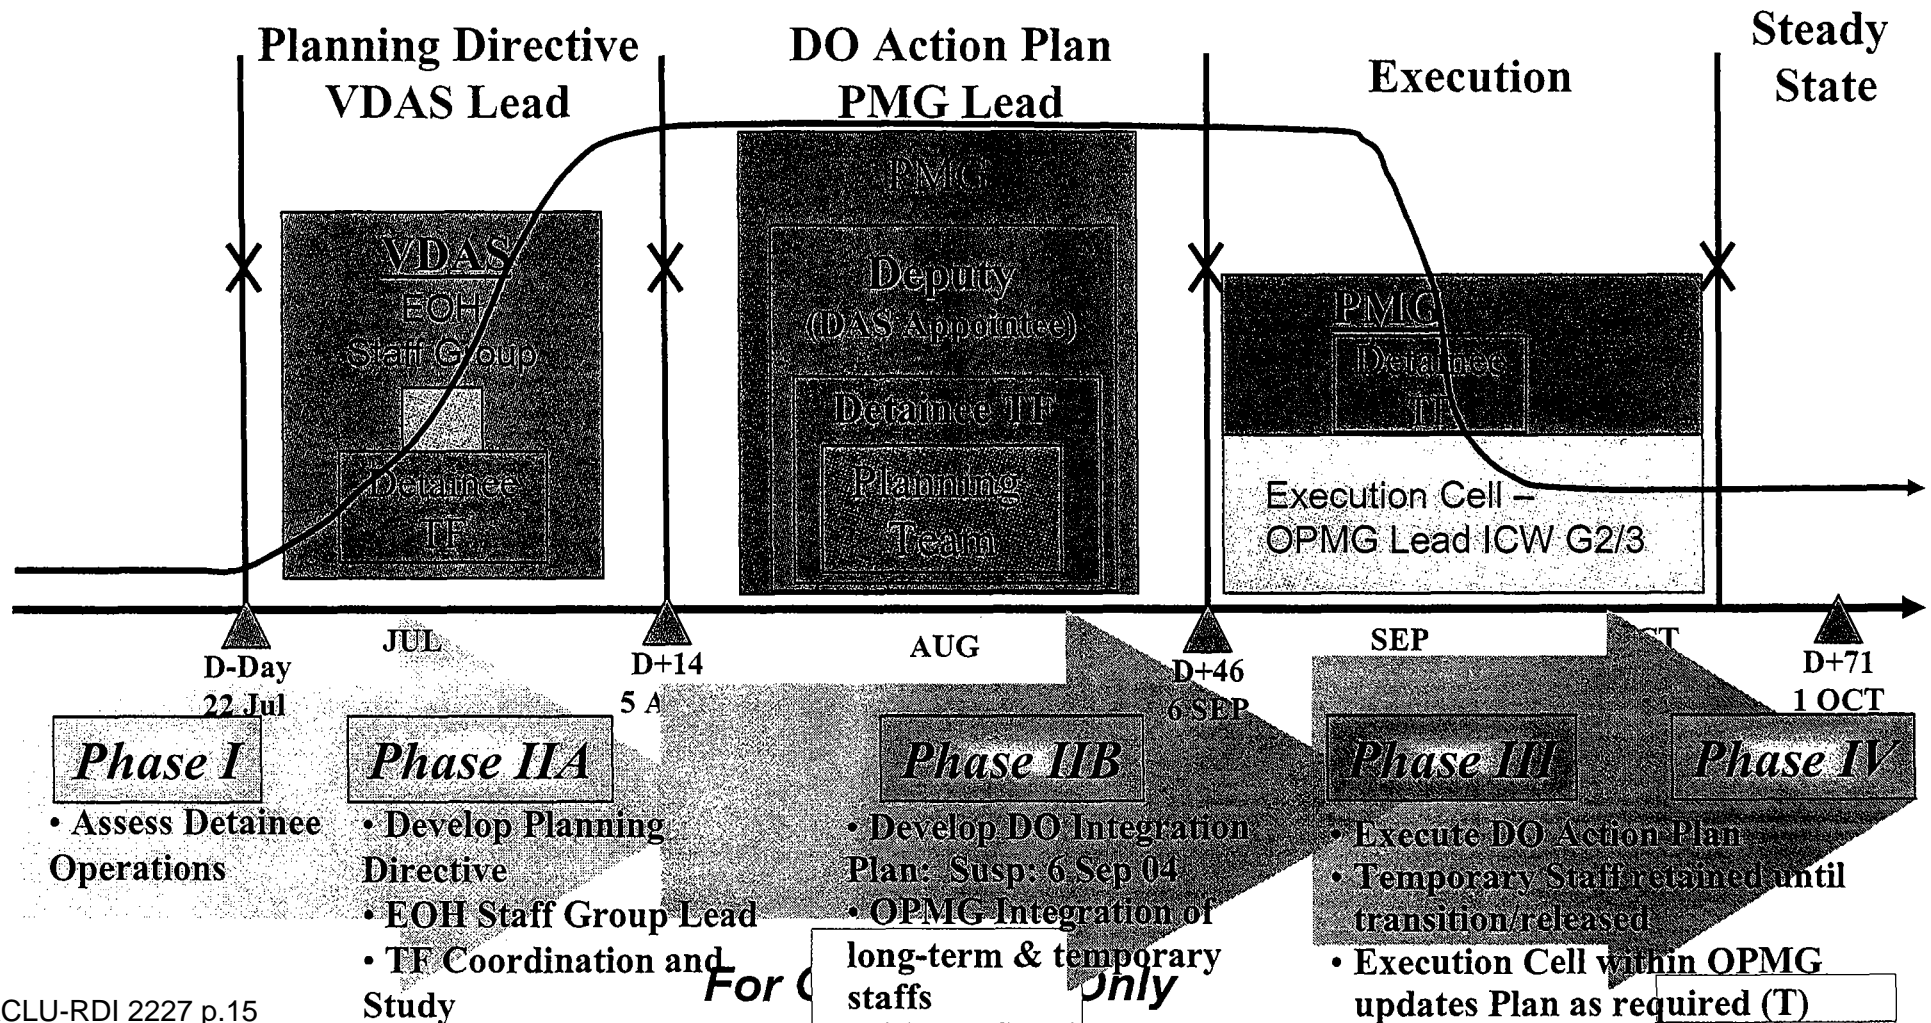 Planning Directive
VDAS Lead
DO Action Plan
PMG Lead
Execution
Steady
State
VDAS
EOH
Staff Group
Detainee
TF
PMG
Deputy
(DAS Appointee)
Detainee TF
Planning
Team
PMG
Detainee
TF
Execution Cell –
OPMG Lead ICW G2/3
JUL
AUG
SEP
D-Day
22 Jul
D+14
5 A
D+46
6 SEP
D+71
1 OCT
Phase I
• Assess Detainee
Operations
Phase IIA
• Develop Planning
Directive
• EOH Staff Group Lead
• TF Coordination and
Study
Phase IIB
• Develop DO Integration
Plan: Susp: 6 Sep 04
• OPMG Integration of
long-term & temporary
staffs
Phase III
• Execute DO Action Plan
• Temporary Staff retained until
transition/released
• Execution Cell within OPMG
updates Plan as required (T)
Phase IV
For Only
CLU-RDI 2227 p.15